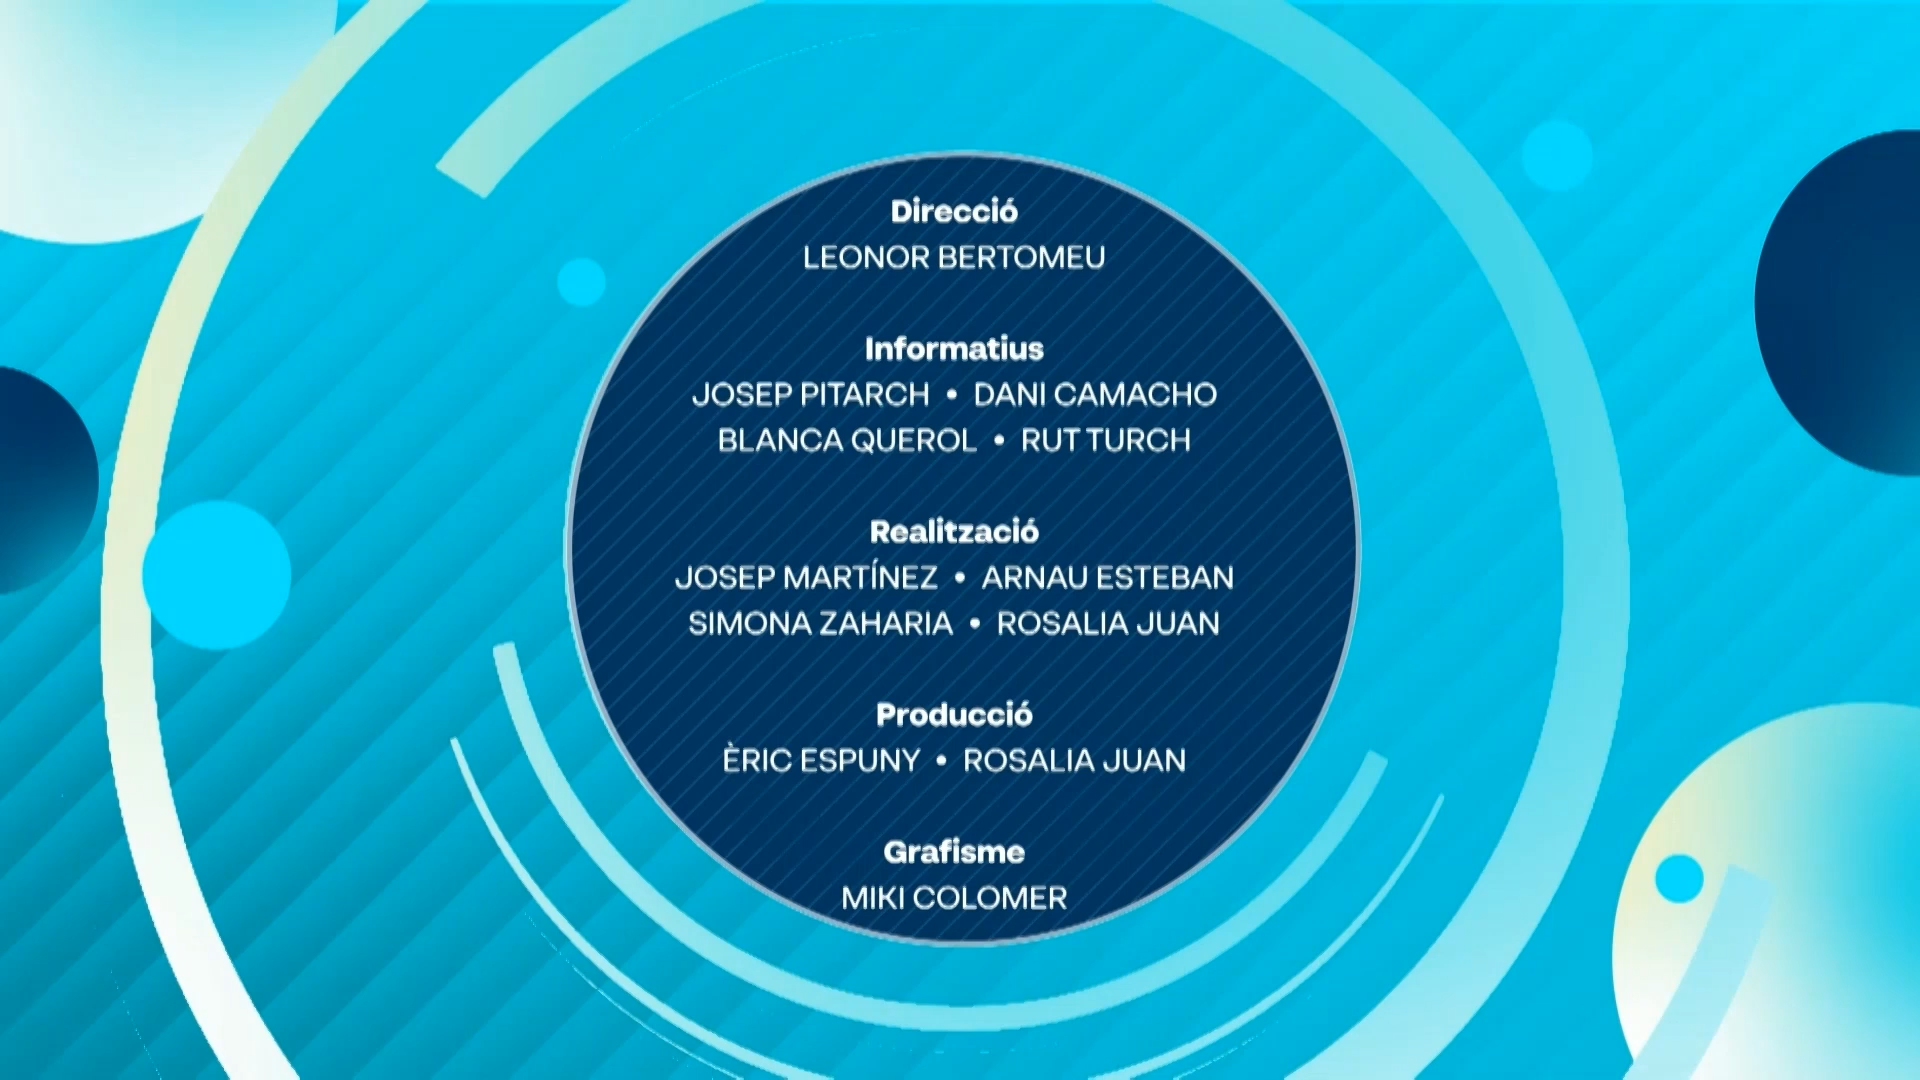 Direcció
LEONOR BERTOMEU
Informatius
JOSEP PITARCH • DANI CAMACHO
BLANCA QUEROL • RUT TURCH
Realització
JOSEP MARTÍNEZ • ARNAU ESTEBAN
SIMONA ZAHARIA • ROSALIA JUAN
Producció
ÈRIC ESPUNY • ROSALIA JUAN
Grafisme
MIKI COLOMER